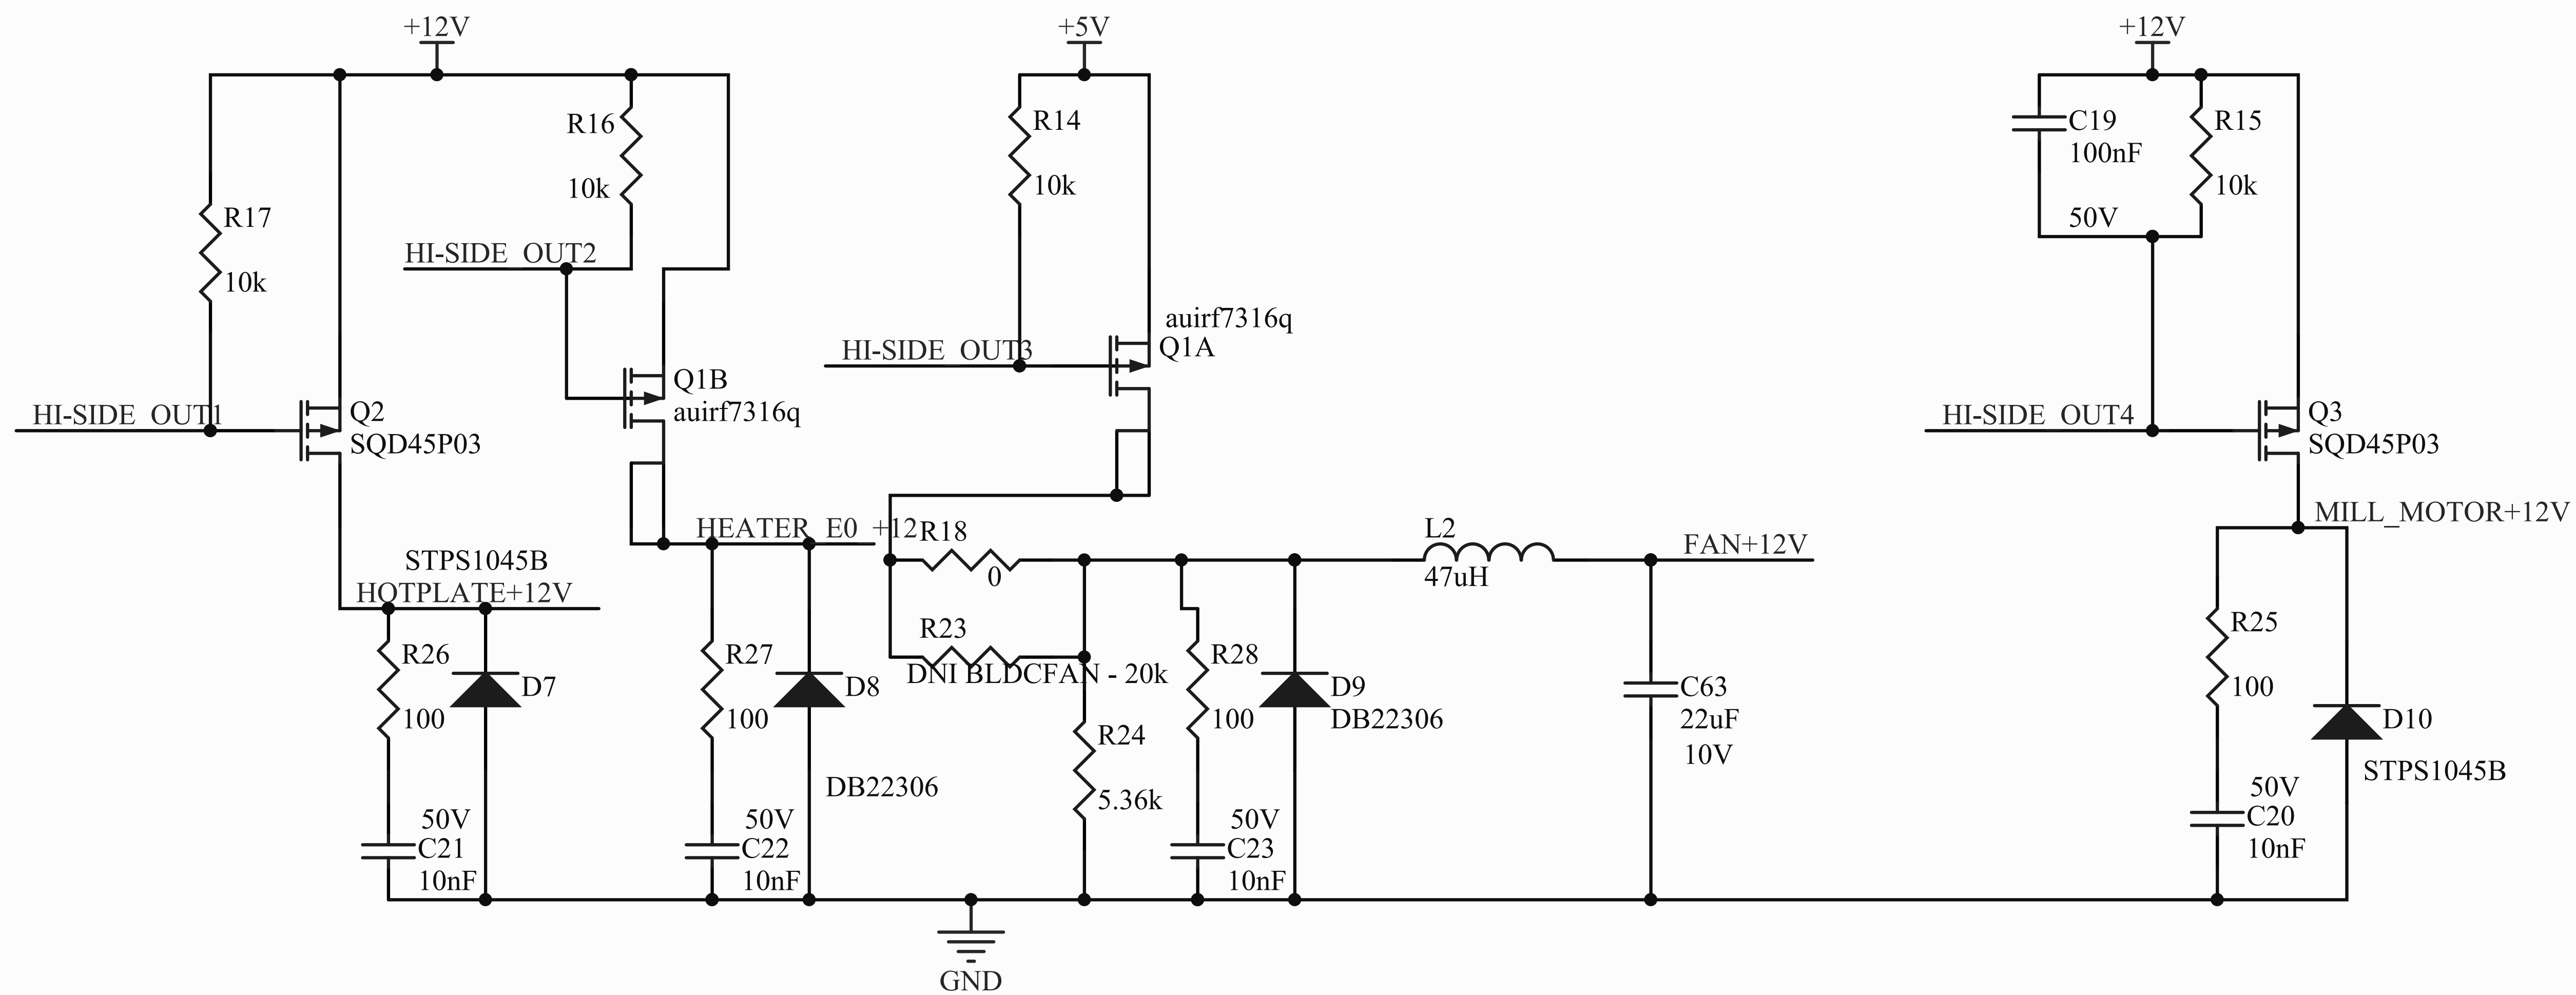 +12V
+5V
+12V
R16
10k
R14
10k
C19
100nF
50V
R15
10k
R17
10k
HI-SIDE_OUT2
HI-SIDE_OUT3
auirf7316q
Q1A
Q1B
auirf7316q
HI-SIDE_OUT1
Q2
SQD45P03
HI-SIDE_OUT4
Q3
SQD45P03
MILL_MOTOR+12V
HEATER_E0_+12
R18
0
L2
47uH
FAN+12V
STPS1045B
HOTPLATE+12V
R23
DNI BLDCFAN - 20k
R26
100
D7
R27
100
D8
DB22306
R28
100
D9
DB22306
R24
5.36k
C63
22uF
10V
R25
100
D10
STPS1045B
50V
C21
10nF
50V
C22
10nF
50V
C23
10nF
50V
C20
10nF
GND